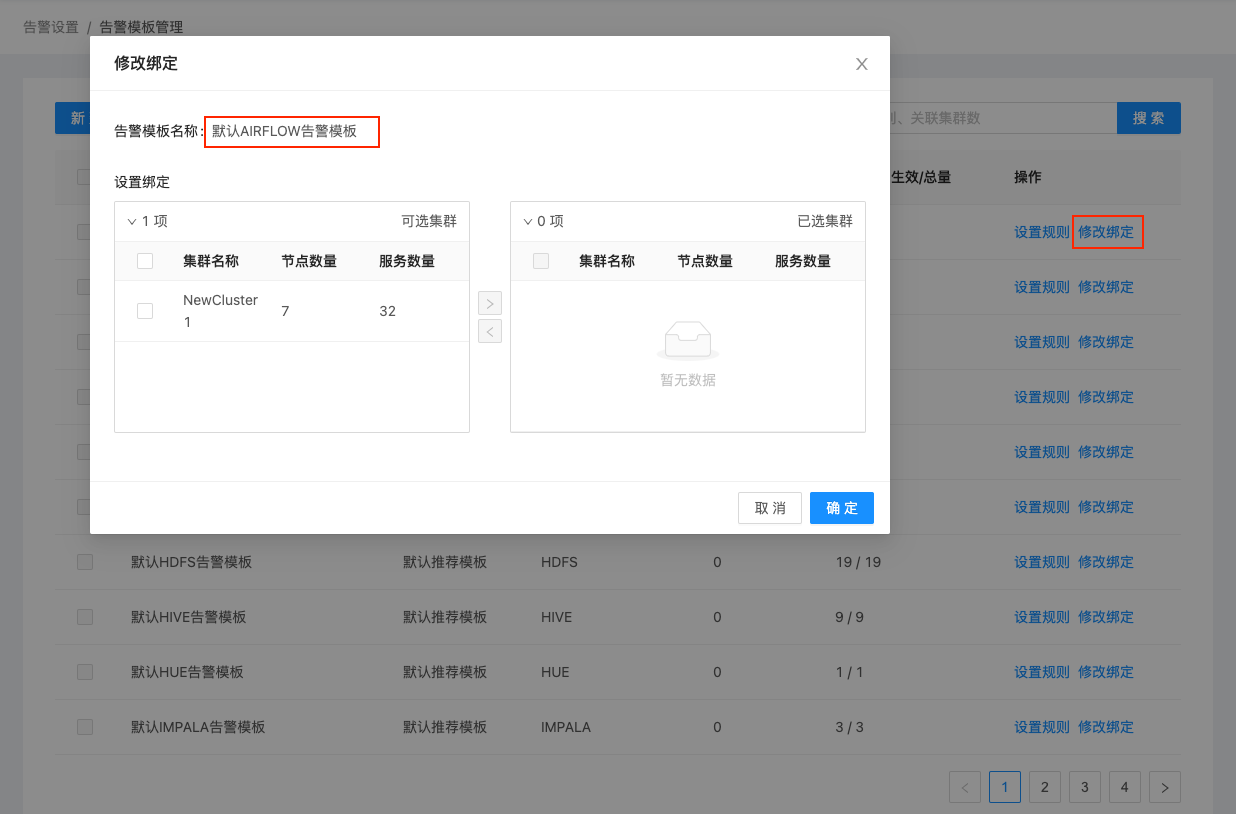 告警设置 / 告警模板管理
修改绑定
新
、关联集群数
搜 索
告警模板名称: 默认AIRFLOW告警模板
生效/总量 操作
设置绑定
1 项 可选集群
0 项 已选集群
设置规则 修改绑定
集群名称 节点数量 服务数量
集群名称 节点数量 服务数量
设置规则 修改绑定
NewCluster
1 7 32
设置规则 修改绑定
暂无数据
设置规则 修改绑定
设置规则 修改绑定
取 消 确 定
设置规则 修改绑定
默认HDFS告警模板 默认推荐模板 HDFS 0 19 / 19 设置规则 修改绑定
默认HIVE告警模板 默认推荐模板 HIVE 0 9 / 9 设置规则 修改绑定
默认HUE告警模板 默认推荐模板 HUE 0 1 / 1 设置规则 修改绑定
默认IMPALA告警模板 默认推荐模板 IMPALA 0 3 / 3 设置规则 修改绑定
< 1 2 3 4 >